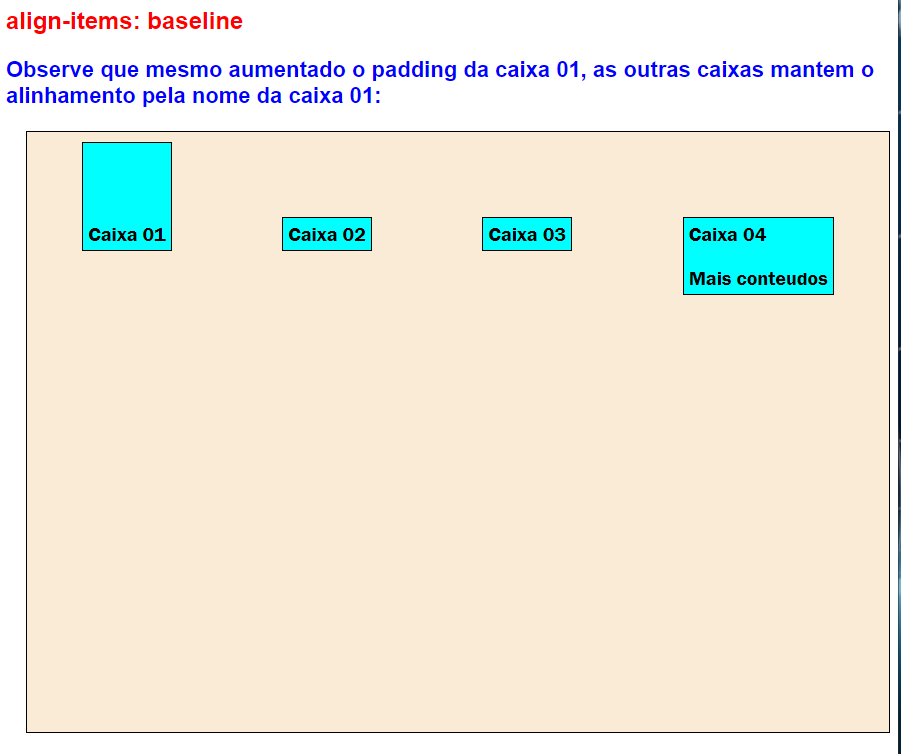 align-items: baseline
Observe que mesmo aumentado o padding da caixa 01, as outras caixas mantem o
alinhamento pela nome da caixa 01:
Caixa 01
Caixa 02
Caixa 03
Caixa 04
Mais conteudos